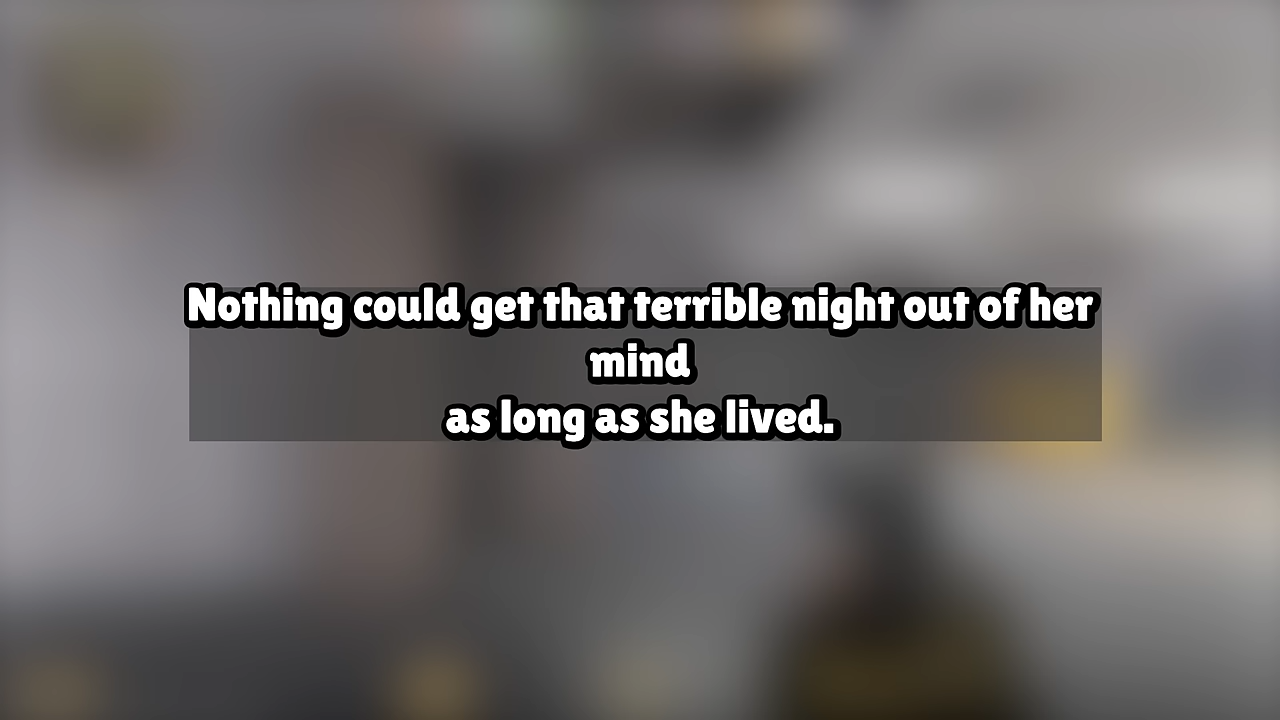 Nothing could get that terrible night out of her
mind
as long as she lived.